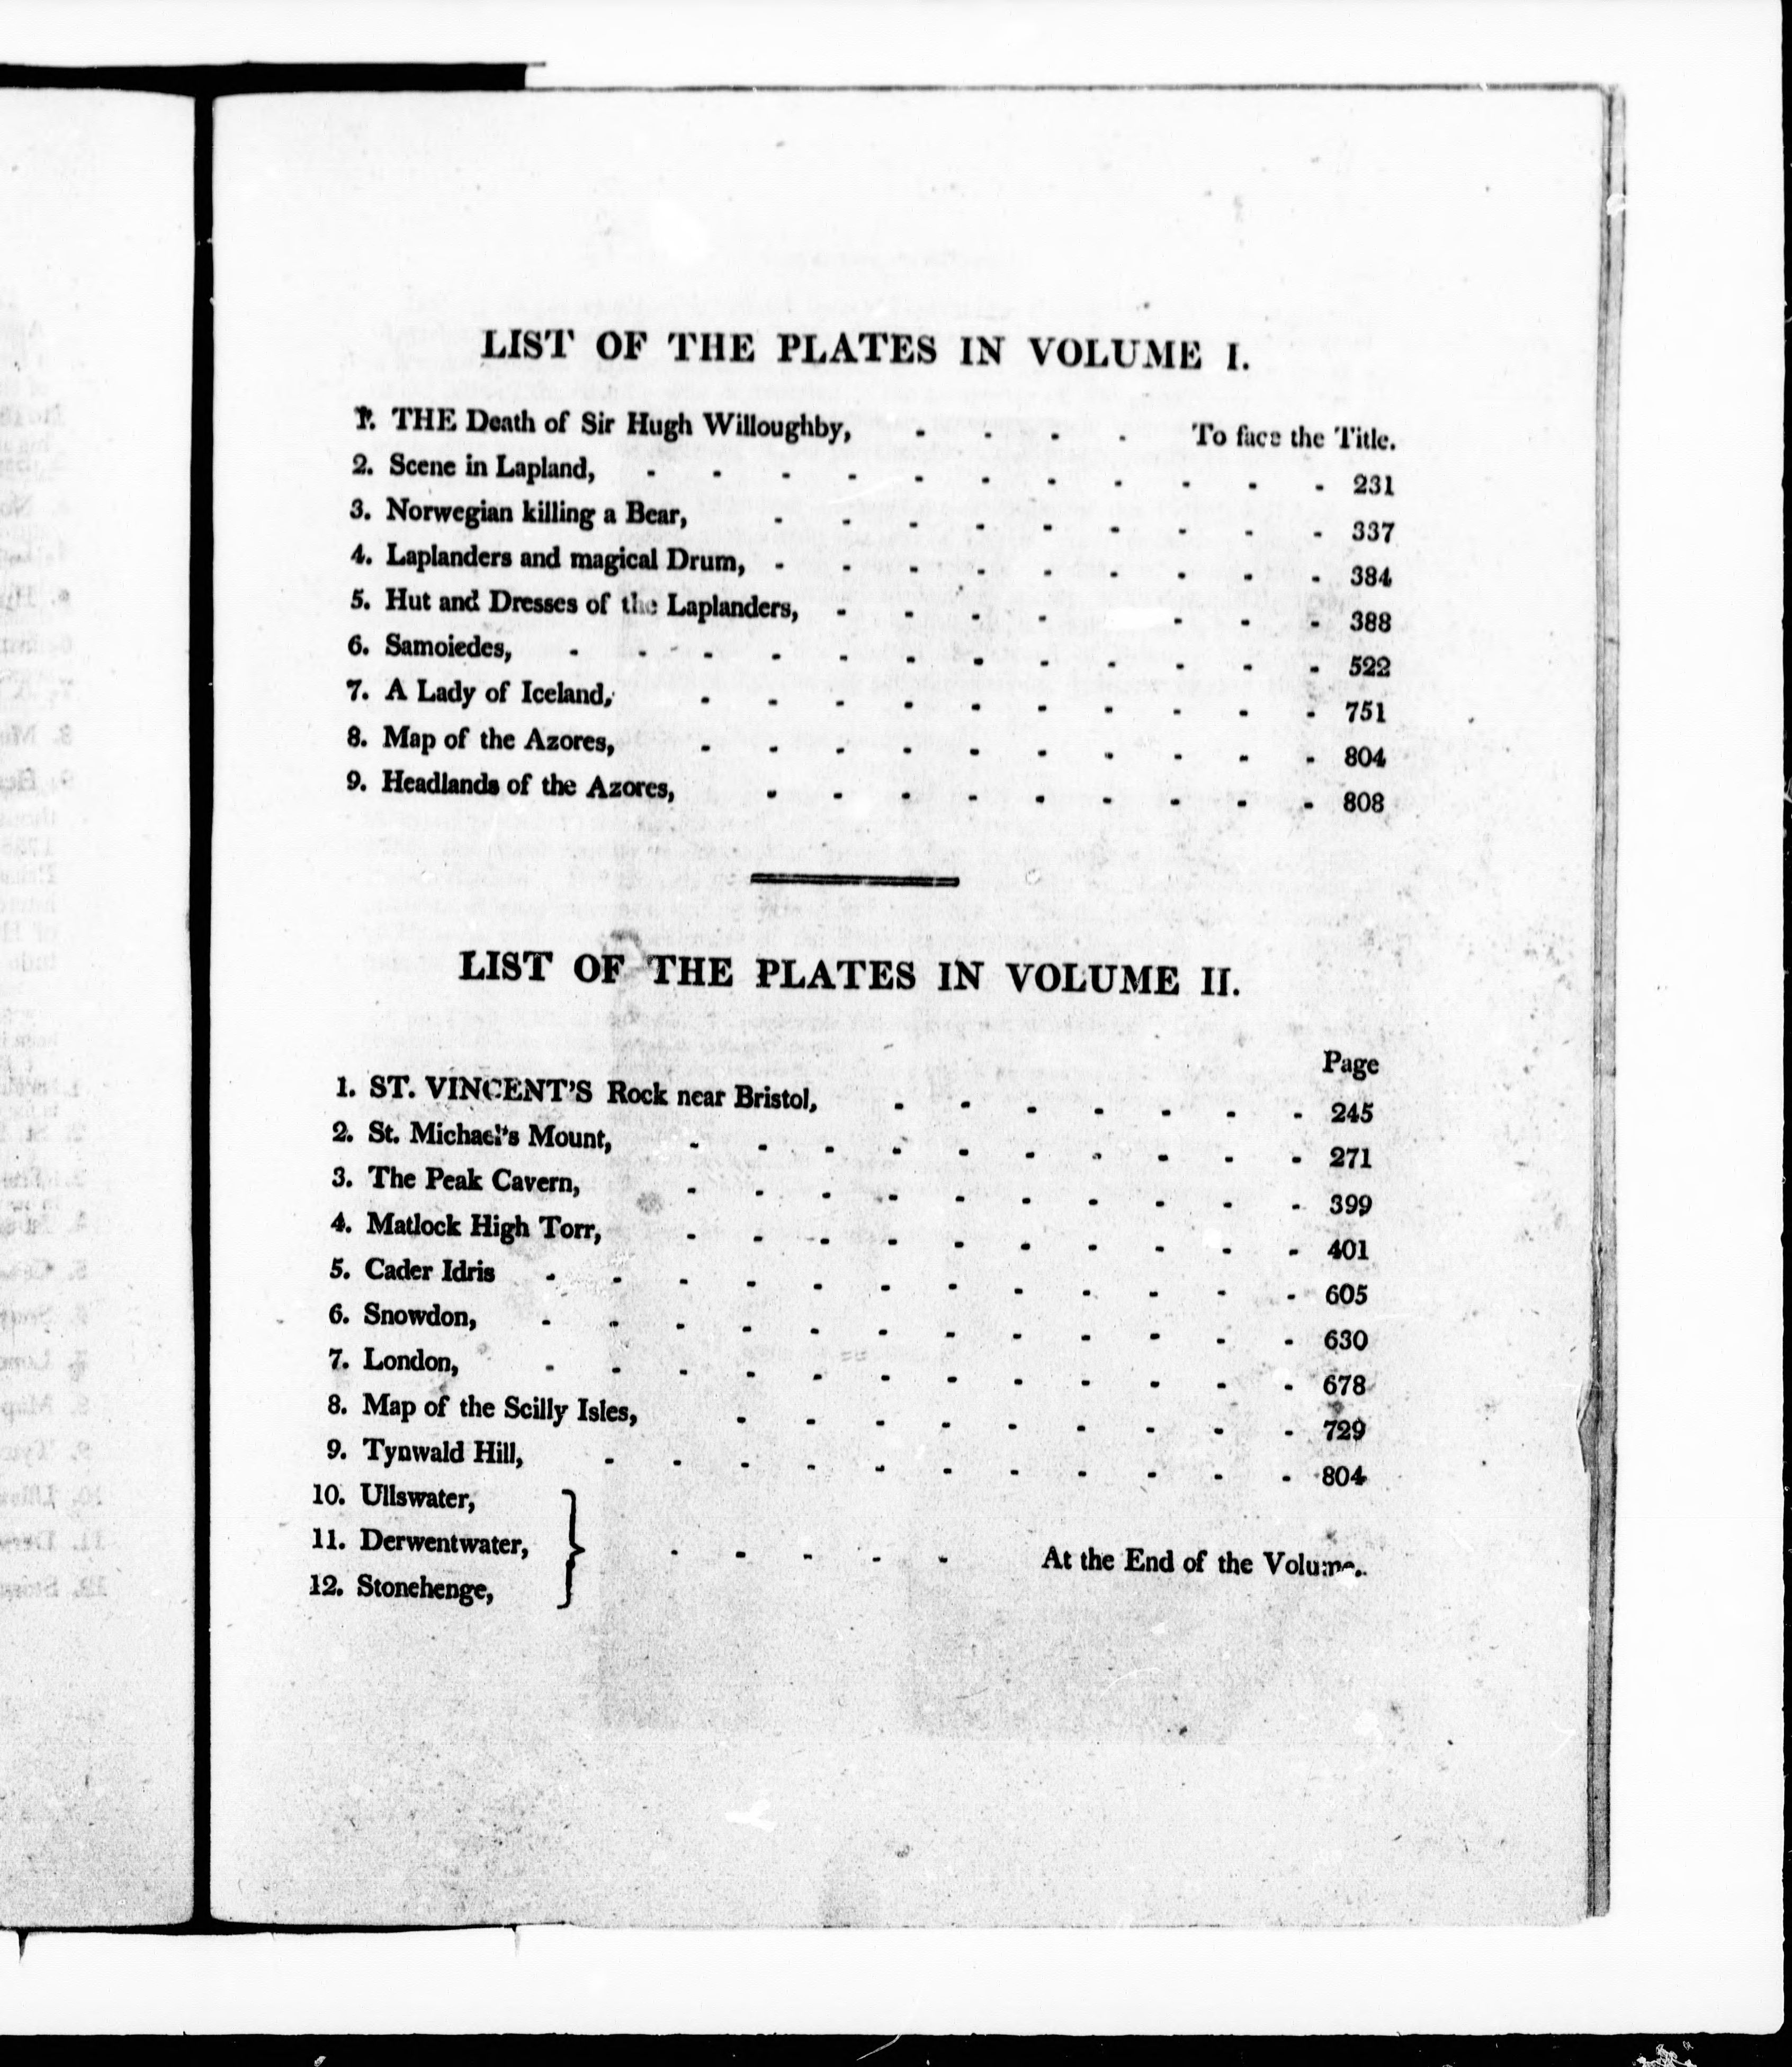 LIST OF THE PLATES IN VOLUME I.
1. THE Death of Sir Hugh Willoughby, - - - - To face the Title.
2. Scene in Lapland, - - - - - - - - - - - 231
3. Norwegian killing a Bear, - - - - - - - - - 337
4. Laplanders and magical Drum, - - - - - - - - - 384
5. Hut and Dresses of the Laplanders, - - - - - - - 388
6. Samoiedes, - - - - - - - - - - - - 522
7. A Lady of Iceland, - - - - - - - - - - 751
8. Map of the Azores, - - - - - - - - - - 804
9. Headlands of the Azores, - - - - - - - - - 808
LIST OF THE PLATES IN VOLUME II.
Page
1. ST. VINCENT'S Rock near Bristol, - - - - - - - 245
2. St. Michael's Mount, - - - - - - - - - - 271
3. The Peak Cavern, - - - - - - - - - - 399
4. Matlock High Torr, - - - - - - - - - - 401
5. Cader Idris - - - - - - - - - - - - 605
6. Snowdon, - - - - - - - - - - - - 630
7. London, - - - - - - - - - - - - 678
8. Map of the Scilly Isles, - - - - - - - - - 729
9. Tynwald Hill, - - - - - - - - - - - 804
10. Ullswater,
11. Derwentwater, } - - - - - At the End of the Volume.
12. Stonehenge,